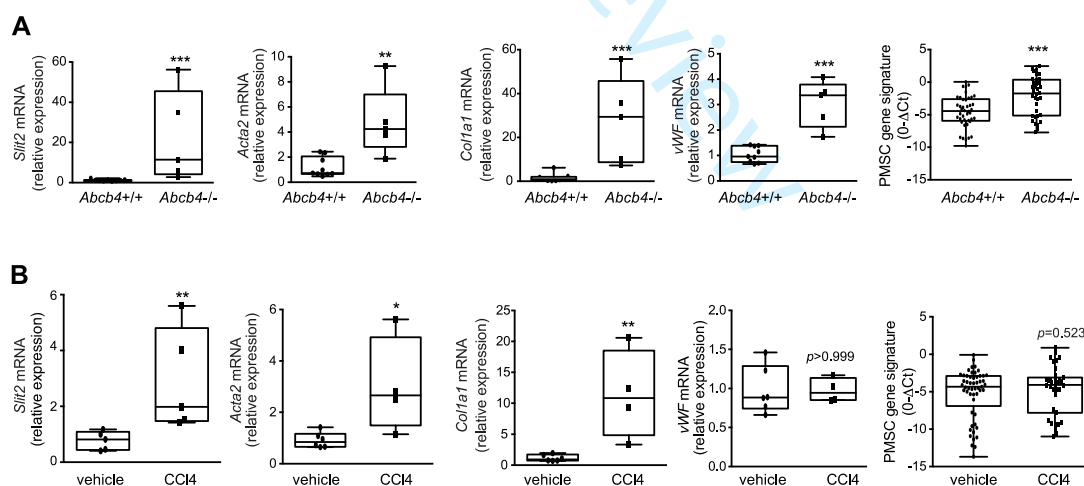 A
Slit2 mRNA
(relative expression)
60
40
20
0
***
Abcb4+/+ Abcb4-/-
Acta2 mRNA
(relative expression)
10
8
6
4
2
0
**
Abcb4+/+ Abcb4-/-
Col1a1 mRNA
(relative expression)
60
40
20
0
***
Abcb4+/+ Abcb4-/-
vWF mRNA
(relative expression)
5
4
3
2
1
0
***
Abcb4+/+ Abcb4-/-
PMSC gene signature
(0-ΔCt)
5
0
-5
-10
-15
***
Abcb4+/+ Abcb4-/-
B
Slit2 mRNA
(relative expression)
6
4
2
0
**
vehicle CCl4
Acta2 mRNA
(relative expression)
6
4
2
0
*
vehicle CCl4
Col1a1 mRNA
(relative expression)
25
20
15
10
5
0
**
vehicle CCl4
vWF mRNA
(relative expression)
2.0
1.5
1.0
0.5
0.0
p>0.999
vehicle CCl4
PMSC gene signature
(0-ΔCt)
5
0
-5
-10
-15
p=0.523
vehicle CCl4
view